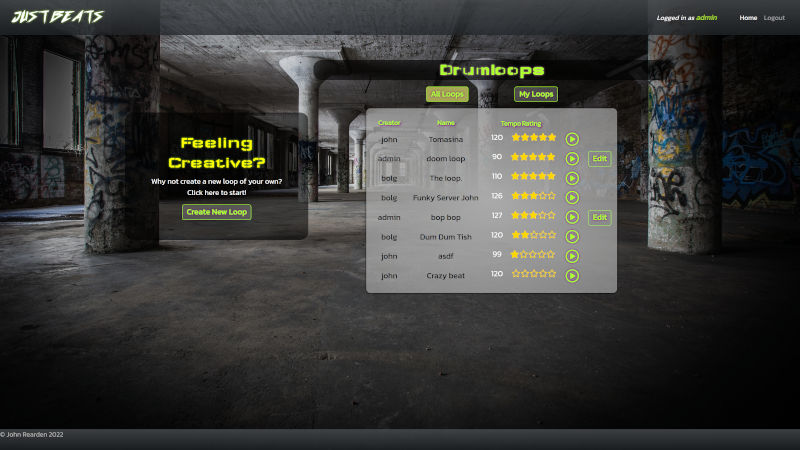 JUST BEATS
Logged in as admin
Home Logout
Drumloops
All Loops My Loops
Feeling
Creative?
Why not create a new loop of your own?
Click here to start!
Create New Loop
Creator Name Tempo Rating
john Tomasina 120
admin doom loop 90 Edit
bolg The loop. 110
bolg Funky Server John 126
admin bop bop 127 Edit
bolg Dum Dum Tish 120
john asdf 99
john Crazy beat 120
© John Rearden 2022